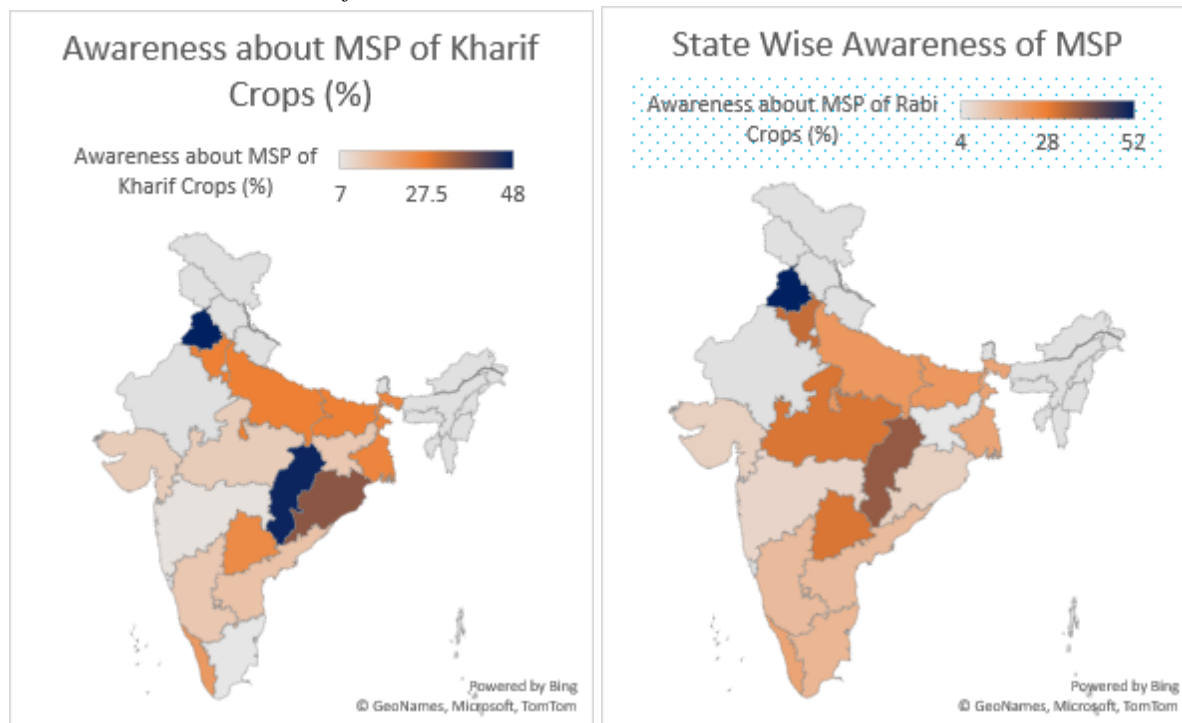 Awareness about MSP of Kharif
Crops (%)
Awareness about MSP of
Kharif Crops (%)
7 27.5 48
Powered by Bing
© GeoNames, Microsoft, TomTom
State Wise Awareness of MSP
Awareness about MSP of Rabi
Crops (%)
4 28 52
Powered by Bing
© GeoNames, Microsoft, TomTom